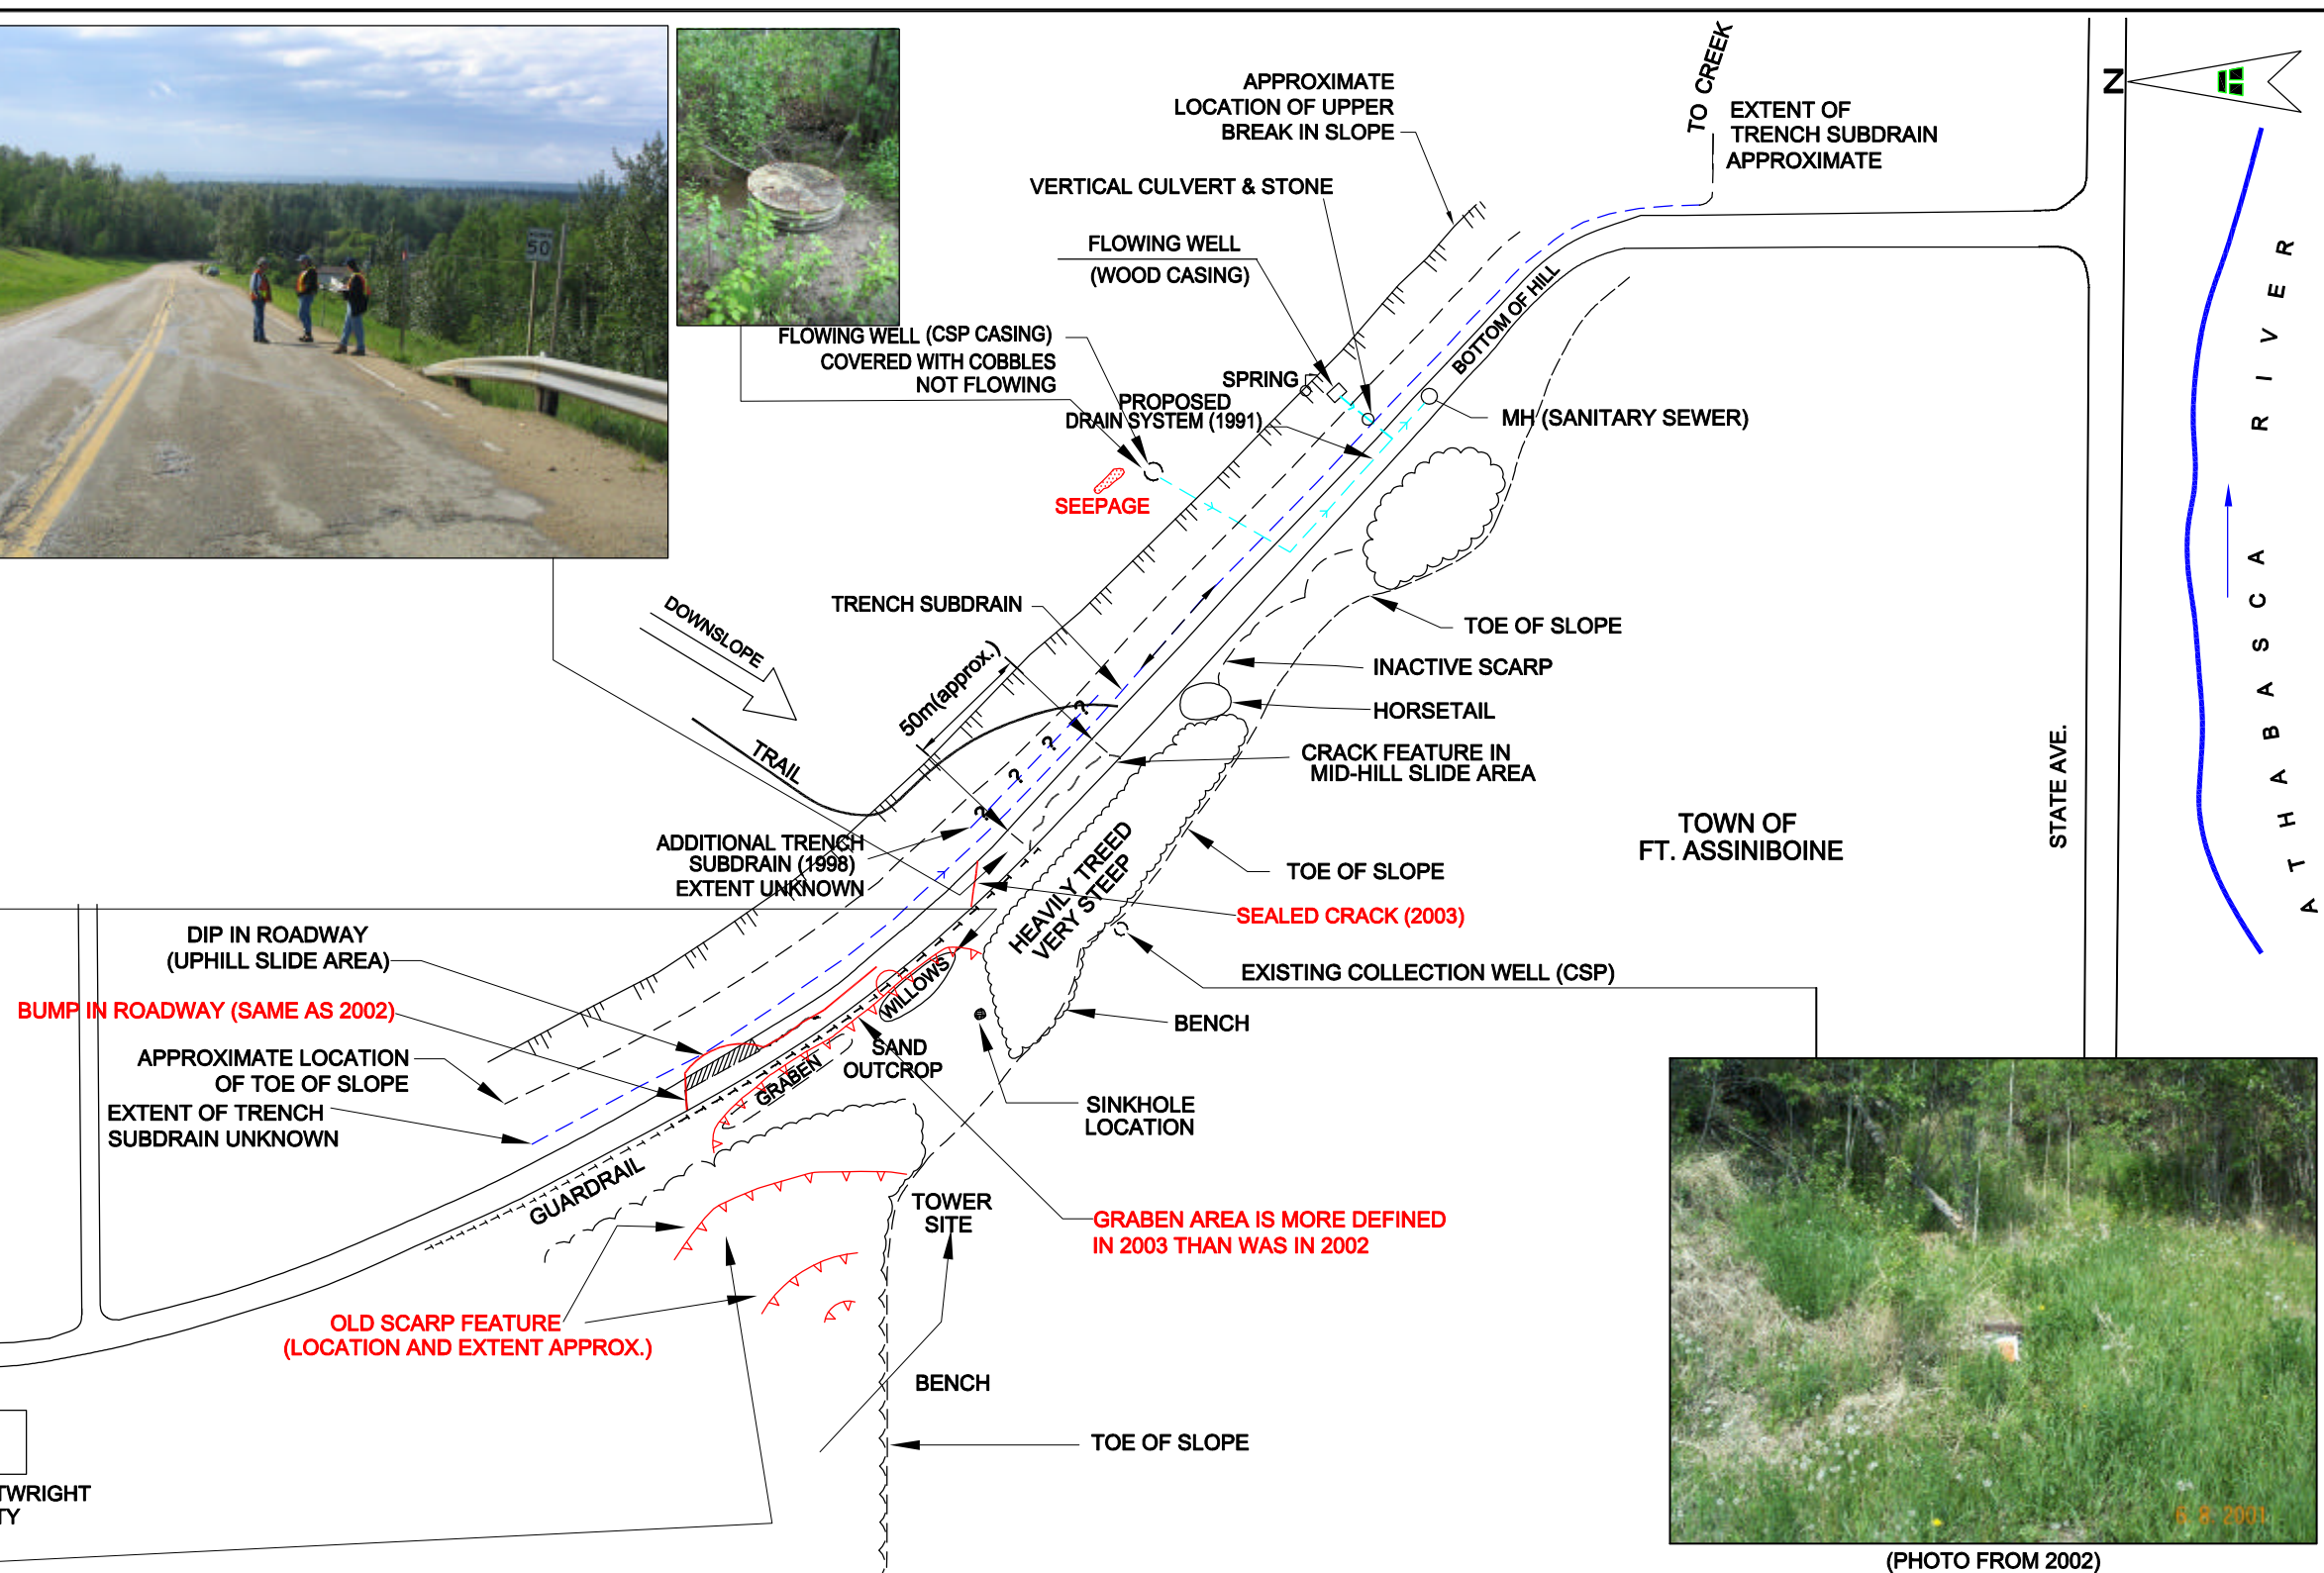 MAXIMUM
50
APPROXIMATE
LOCATION OF UPPER
BREAK IN SLOPE
TO CREEK
EXTENT OF
TRENCH SUBDRAIN
APPROXIMATE
N
VERTICAL CULVERT & STONE
FLOWING WELL
(WOOD CASING)
FLOWING WELL (CSP CASING)
COVERED WITH COBBLES
NOT FLOWING
SPRING
PROPOSED
DRAIN SYSTEM (1991)
BOTTOM OF HILL
MH (SANITARY SEWER)
SEEPAGE
ATHABASCA RIVER
TRENCH SUBDRAIN
DOWNSLOPE
50m(approx.)
TRAIL
TOE OF SLOPE
INACTIVE SCARP
HORSETAIL
CRACK FEATURE IN
MID-HILL SLIDE AREA
?
?
?
?
STATE AVE.
TOWN OF
FT. ASSINIBOINE
ADDITIONAL TRENCH
SUBDRAIN (1998)
EXTENT UNKNOWN
HEAVILY TREED
VERY STEEP
TOE OF SLOPE
SEALED CRACK (2003)
DIP IN ROADWAY
(UPHILL SLIDE AREA)
EXISTING COLLECTION WELL (CSP)
BUMP IN ROADWAY (SAME AS 2002)
WILLOWS
BENCH
APPROXIMATE LOCATION
OF TOE OF SLOPE
SAND
OUTCROP
GRABEN
EXTENT OF TRENCH
SUBDRAIN UNKNOWN
SINKHOLE
LOCATION
GUARDRAIL
TOWER
SITE
GRABEN AREA IS MORE DEFINED
IN 2003 THAN WAS IN 2002
OLD SCARP FEATURE
(LOCATION AND EXTENT APPROX.)
BENCH
TOE OF SLOPE
TWRIGHT
TY
6. 8. 2001
(PHOTO FROM 2002)